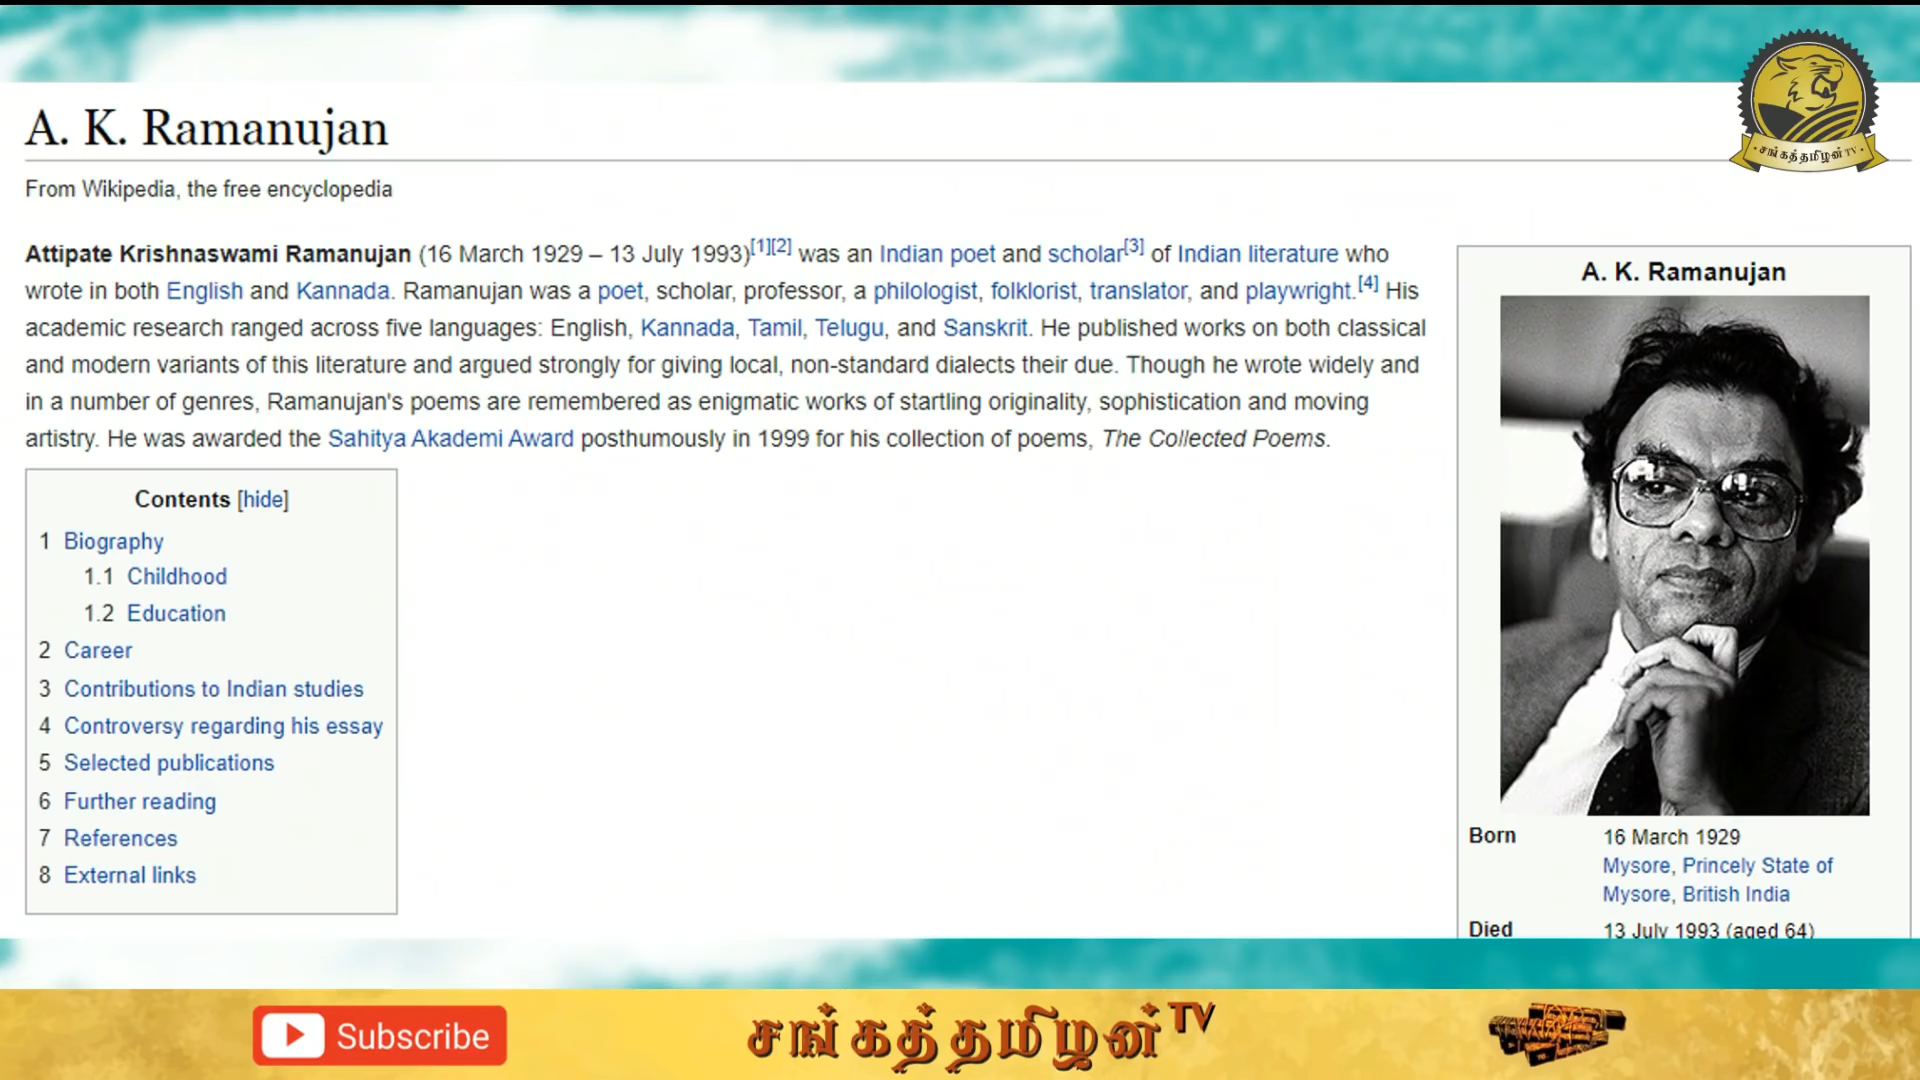 சங்கத்தமிழன் TV
A. K. Ramanujan
From Wikipedia, the free encyclopedia
Attipate Krishnaswami Ramanujan (16 March 1929 – 13 July 1993)[1][2] was an Indian poet and scholar[3] of Indian literature who
wrote in both English and Kannada. Ramanujan was a poet, scholar, professor, a philologist, folklorist, translator, and playwright.[4] His
academic research ranged across five languages: English, Kannada, Tamil, Telugu, and Sanskrit. He published works on both classical
and modern variants of this literature and argued strongly for giving local, non-standard dialects their due. Though he wrote widely and
in a number of genres, Ramanujan's poems are remembered as enigmatic works of startling originality, sophistication and moving
artistry. He was awarded the Sahitya Akademi Award posthumously in 1999 for his collection of poems, The Collected Poems.
Contents [hide]
1 Biography
1.1 Childhood
1.2 Education
2 Career
3 Contributions to Indian studies
4 Controversy regarding his essay
5 Selected publications
6 Further reading
7 References
8 External links
A. K. Ramanujan
Born 16 March 1929
Mysore, Princely State of
Mysore, British India
Died 13 July 1993 (aged 64)
Subscribe
சங்கத்தமிழன் TV